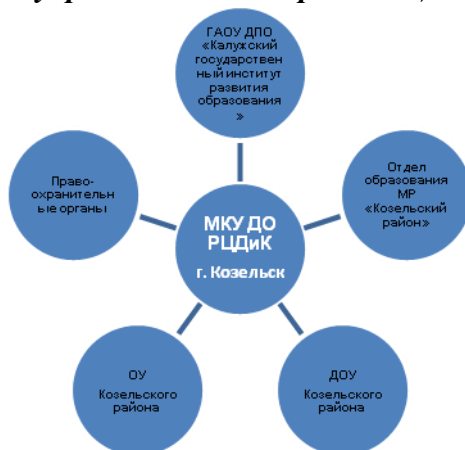 ГАОУ ДПО
«Калужский
государствен
ный институт
развития
образования
»
Право-
охранительн
ые органы
Отдел
образования
МР
«Козельский
район»
МКУ ДО
РЦДиК
г. Козельск
ОУ
Козельского
района
ДОУ
Козельского
района